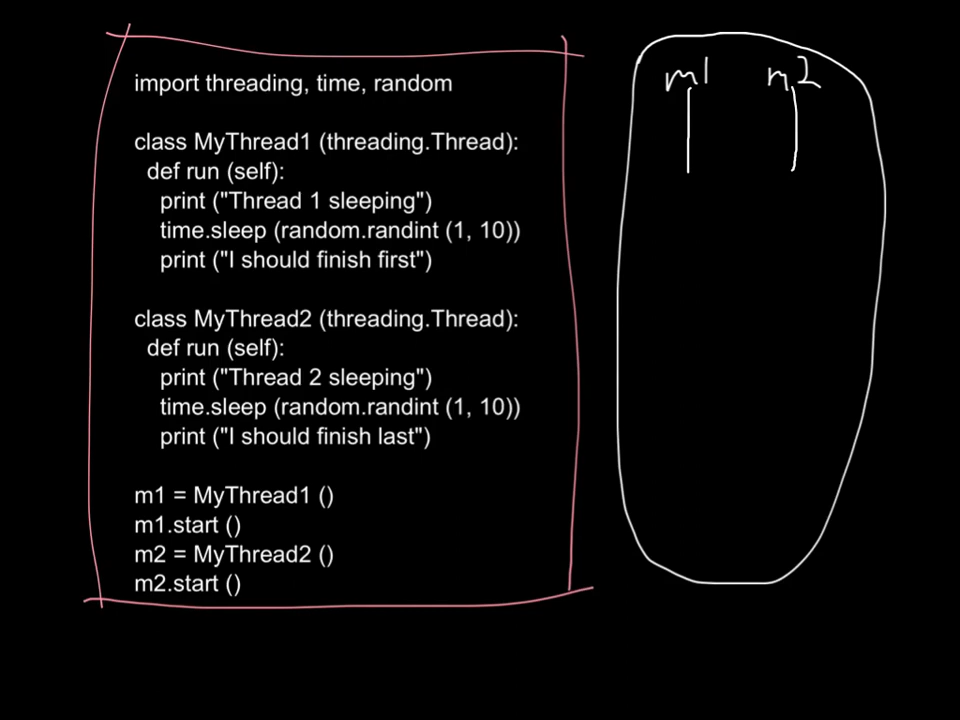 import threading, time, random
class MyThread1 (threading.Thread):
def run (self):
print ("Thread 1 sleeping")
time.sleep (random.randint (1, 10))
print ("I should finish first")
class MyThread2 (threading.Thread):
def run (self):
print ("Thread 2 sleeping")
time.sleep (random.randint (1, 10))
print ("I should finish last")
m1 = MyThread1 ()
m1.start ()
m2 = MyThread2 ()
m2.start ()
m1 m2